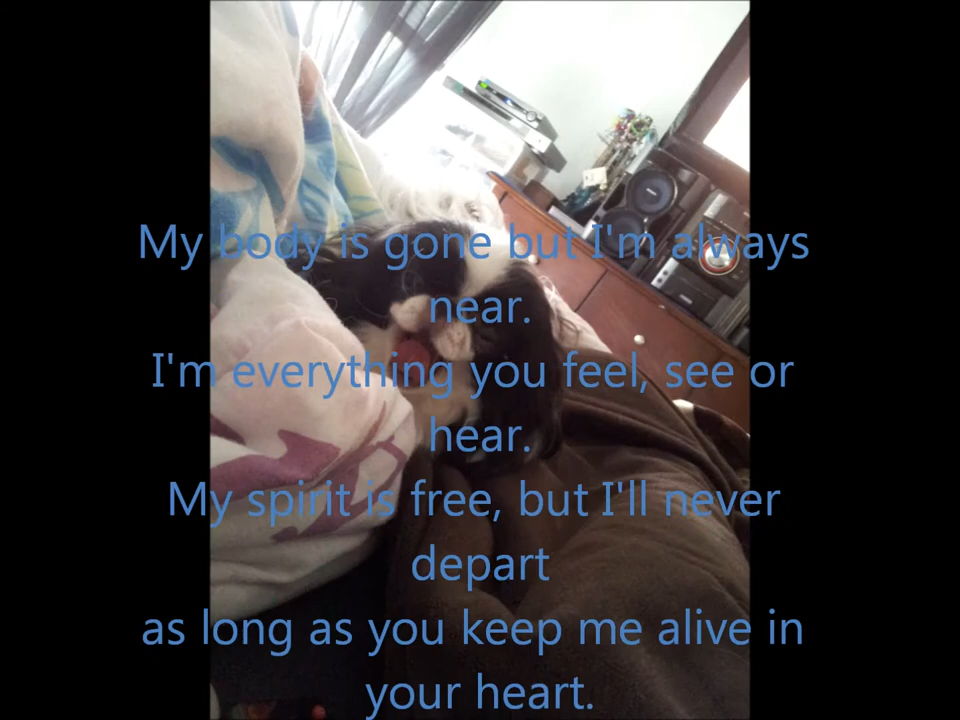 My body is gone but I'm always
near.
I'm everything you feel, see or
hear.
My spirit is free, but I'll never
depart
as long as you keep me alive in
your heart.